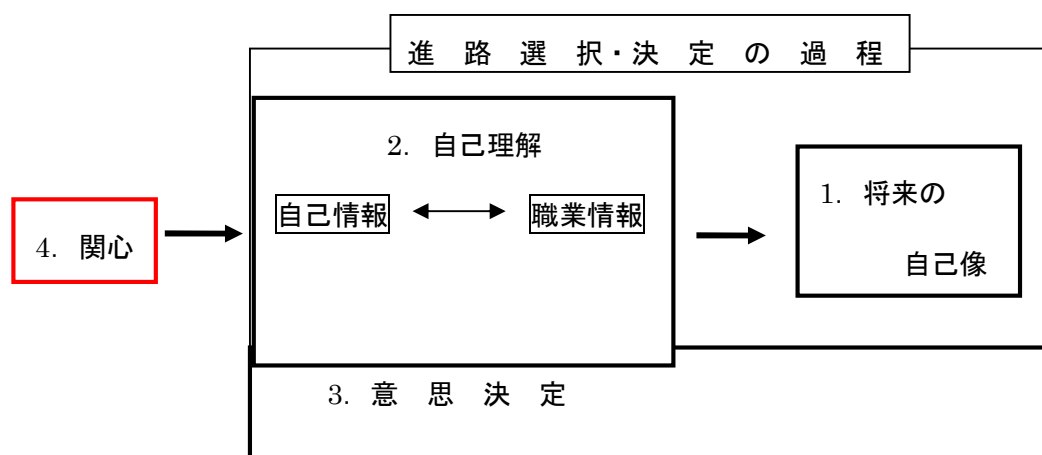 進 路 選 択・決 定 の 過 程
2. 自己理解
自己情報 職業情報
1. 将来の
自己像
4. 関心
3. 意 思 決 定